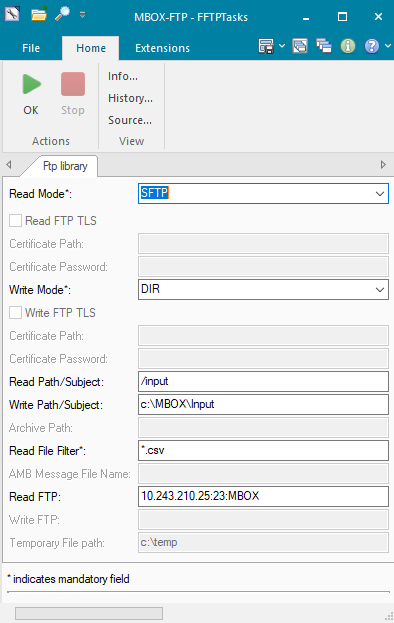 MBOX-FTP - FFTPTasks
File Home Extensions
OK Stop
Info...
History...
Source...
Actions View
Ftp library
Read Mode*: SFTP
Read FTP TLS
Certificate Path:
Certificate Password:
Write Mode*: DIR
Write FTP TLS
Certificate Path:
Certificate Password:
Read Path/Subject: /input
Write Path/Subject: c:\MBOX\Input
Archive Path:
Read File Filter*: *.csv
AMB Message File Name:
Read FTP: 10.243.210.25:23:MBOX
Write FTP:
Temporary File path: c:\temp
* indicates mandatory field